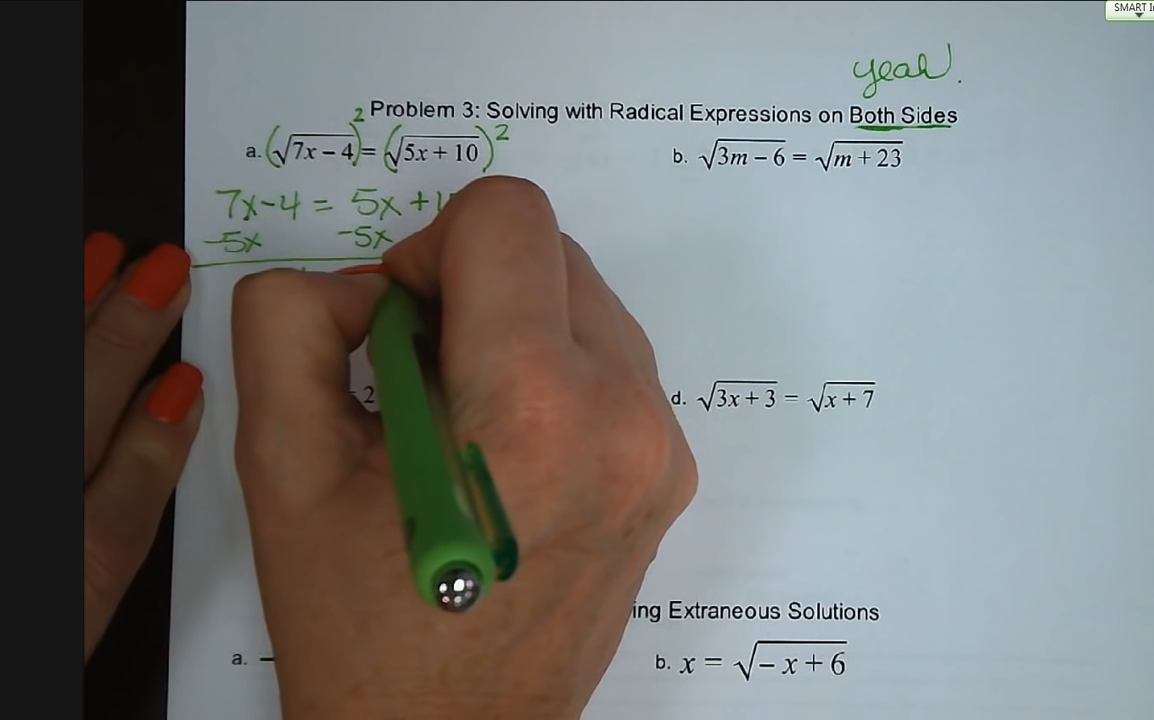 SMART
yeah!
Problem 3: Solving with Radical Expressions on Both Sides
a. (√7x − 4)² = (√5x + 10)²
b. √3m − 6 = √m + 23
7x-4 = 5x +
-5x -5x
2
d. √3x + 3 = √x + 7
ing Extraneous Solutions
a. −
b. x = √− x + 6